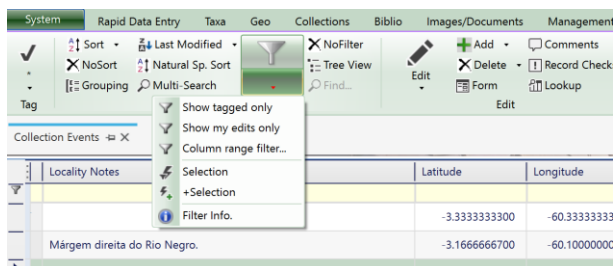 System Rapid Data Entry Taxa Geo Collections Biblio Images/Documents Management
Sort Last Modified NoFilter Add Comments
NoSort Natural Sp. Sort Tree View Edit Delete Record Check
Grouping Multi-Search Find... Form Lookup
Tag Edit
Show tagged only
Show my edits only
Column range filter...
Selection
+Selection
Filter Info.
Collection Events
Locality Notes Latitude Longitude
-3.3333333300 -60.33333333
Márgem direita do Rio Negro. -3.1666666700 -60.10000000